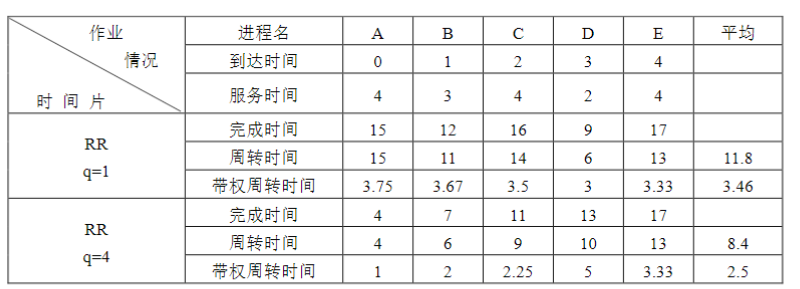 作业 进程名 A B C D E 平均
情况 到达时间 0 1 2 3 4
时 间 片 服务时间 4 3 4 2 4
RR q=1 完成时间 15 12 16 9 17
周转时间 15 11 14 6 13 11.8
带权周转时间 3.75 3.67 3.5 3 3.33 3.46
RR q=4 完成时间 4 7 11 13 17
周转时间 4 6 9 10 13 8.4
带权周转时间 1 2 2.25 5 3.33 2.5